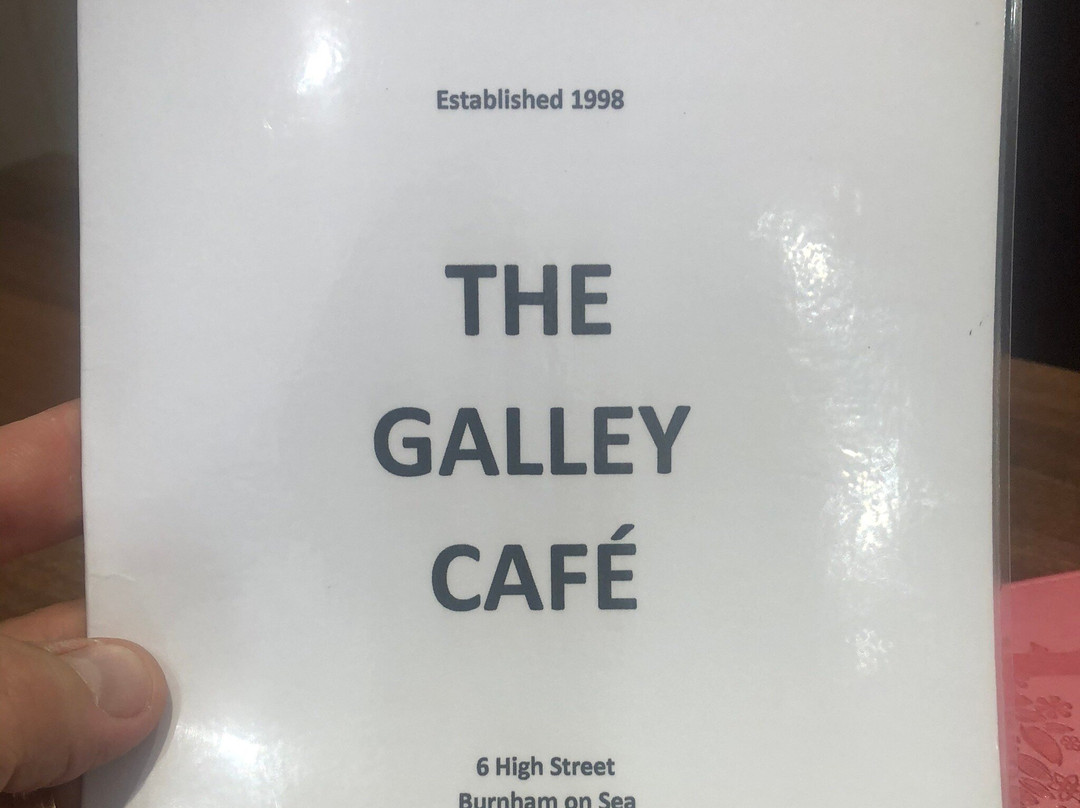 Established 1998
THE
GALLEY
CAFÉ
6 High Street
Burnham on Sea